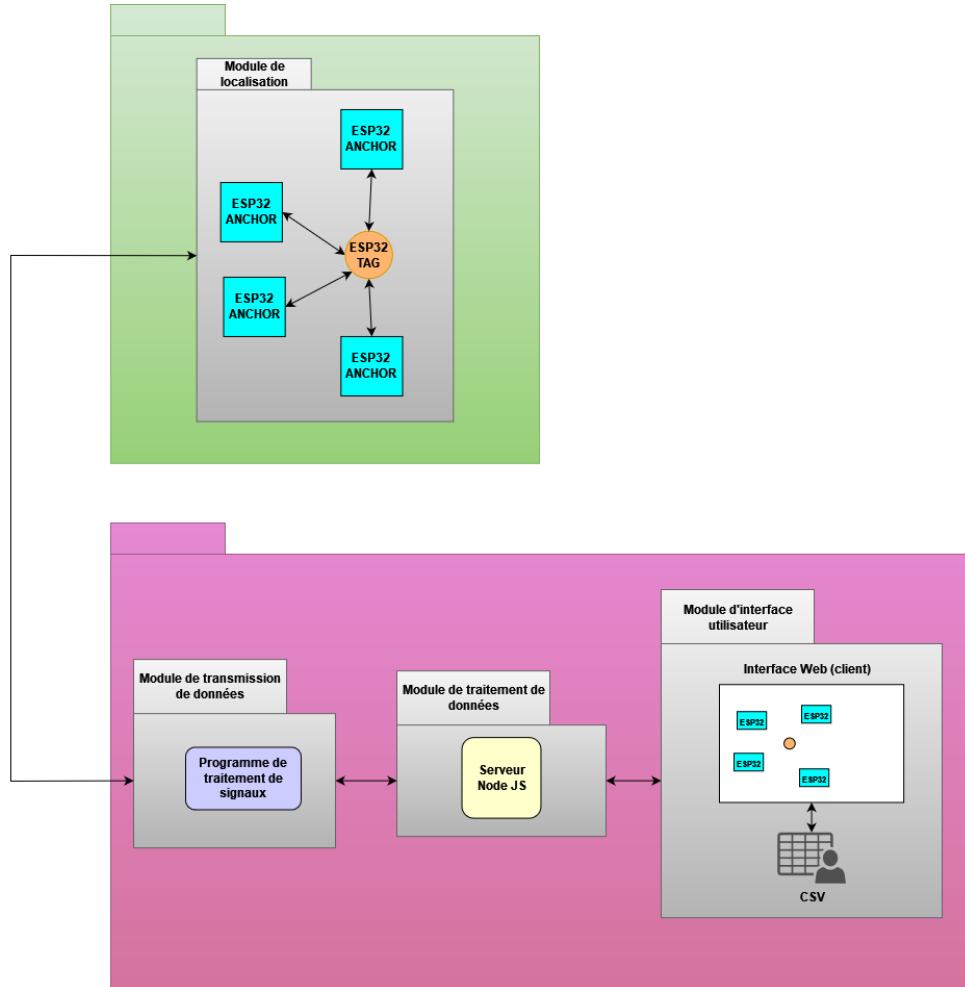 Module de
localisation
ESP32
ANCHOR
ESP32
ANCHOR
ESP32
TAG
ESP32
ANCHOR
ESP32
ANCHOR
Module de transmission
de données
Programme de
traitement de
signaux
Module de traitement de
données
Serveur
Node JS
Module d'interface
utilisateur
Interface Web (client)
ESP32
ESP32
ESP32
ESP32
CSV